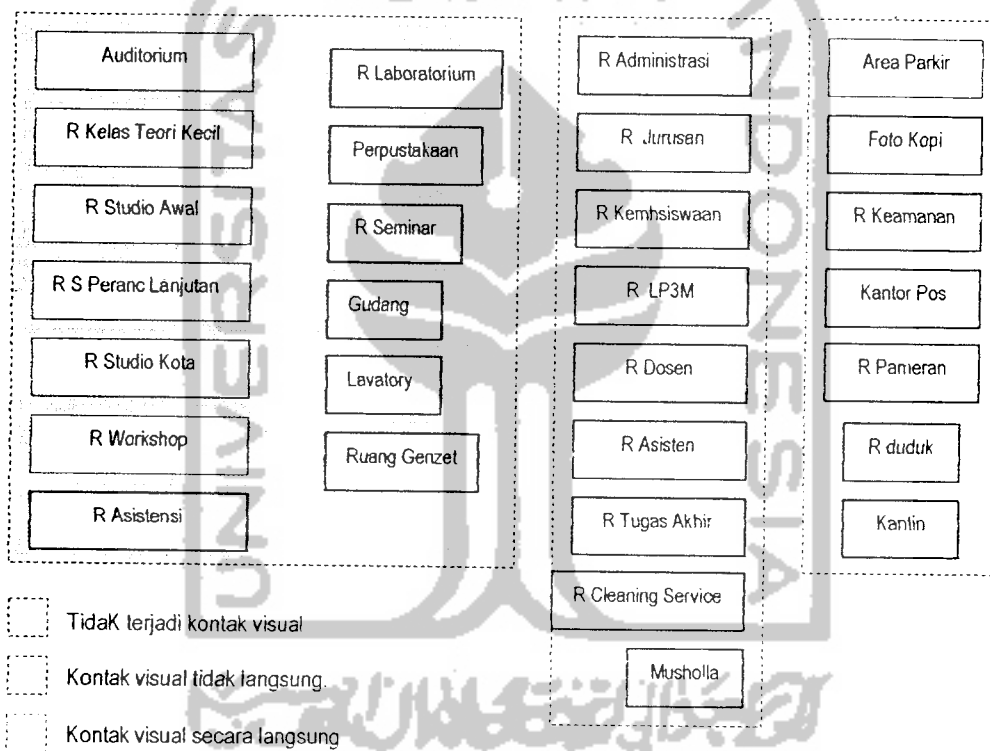 Auditorium
R Kelas Teori Kecil
R Studio Awal
R S Peranc Lanjutan
R Studio Kota
R Workshop
R Asistensi
R Laboratorium
Perpustakaan
R Seminar
Gudang
Lavatory
Ruang Genzet
R Administrasi
R Jurusan
R Kemhsiswaan
R LP3M
R Dosen
R Asisten
R Tugas Akhir
R Cleaning Service
Musholla
Area Parkir
Foto Kopi
R Keamanan
Kantor Pos
R Pameran
R duduk
Kantin
TidaK terjadi kontak visual
Kontak visual tidak langsung.
Kontak visual secara langsung
UNIVERSITAS
INDONESIA